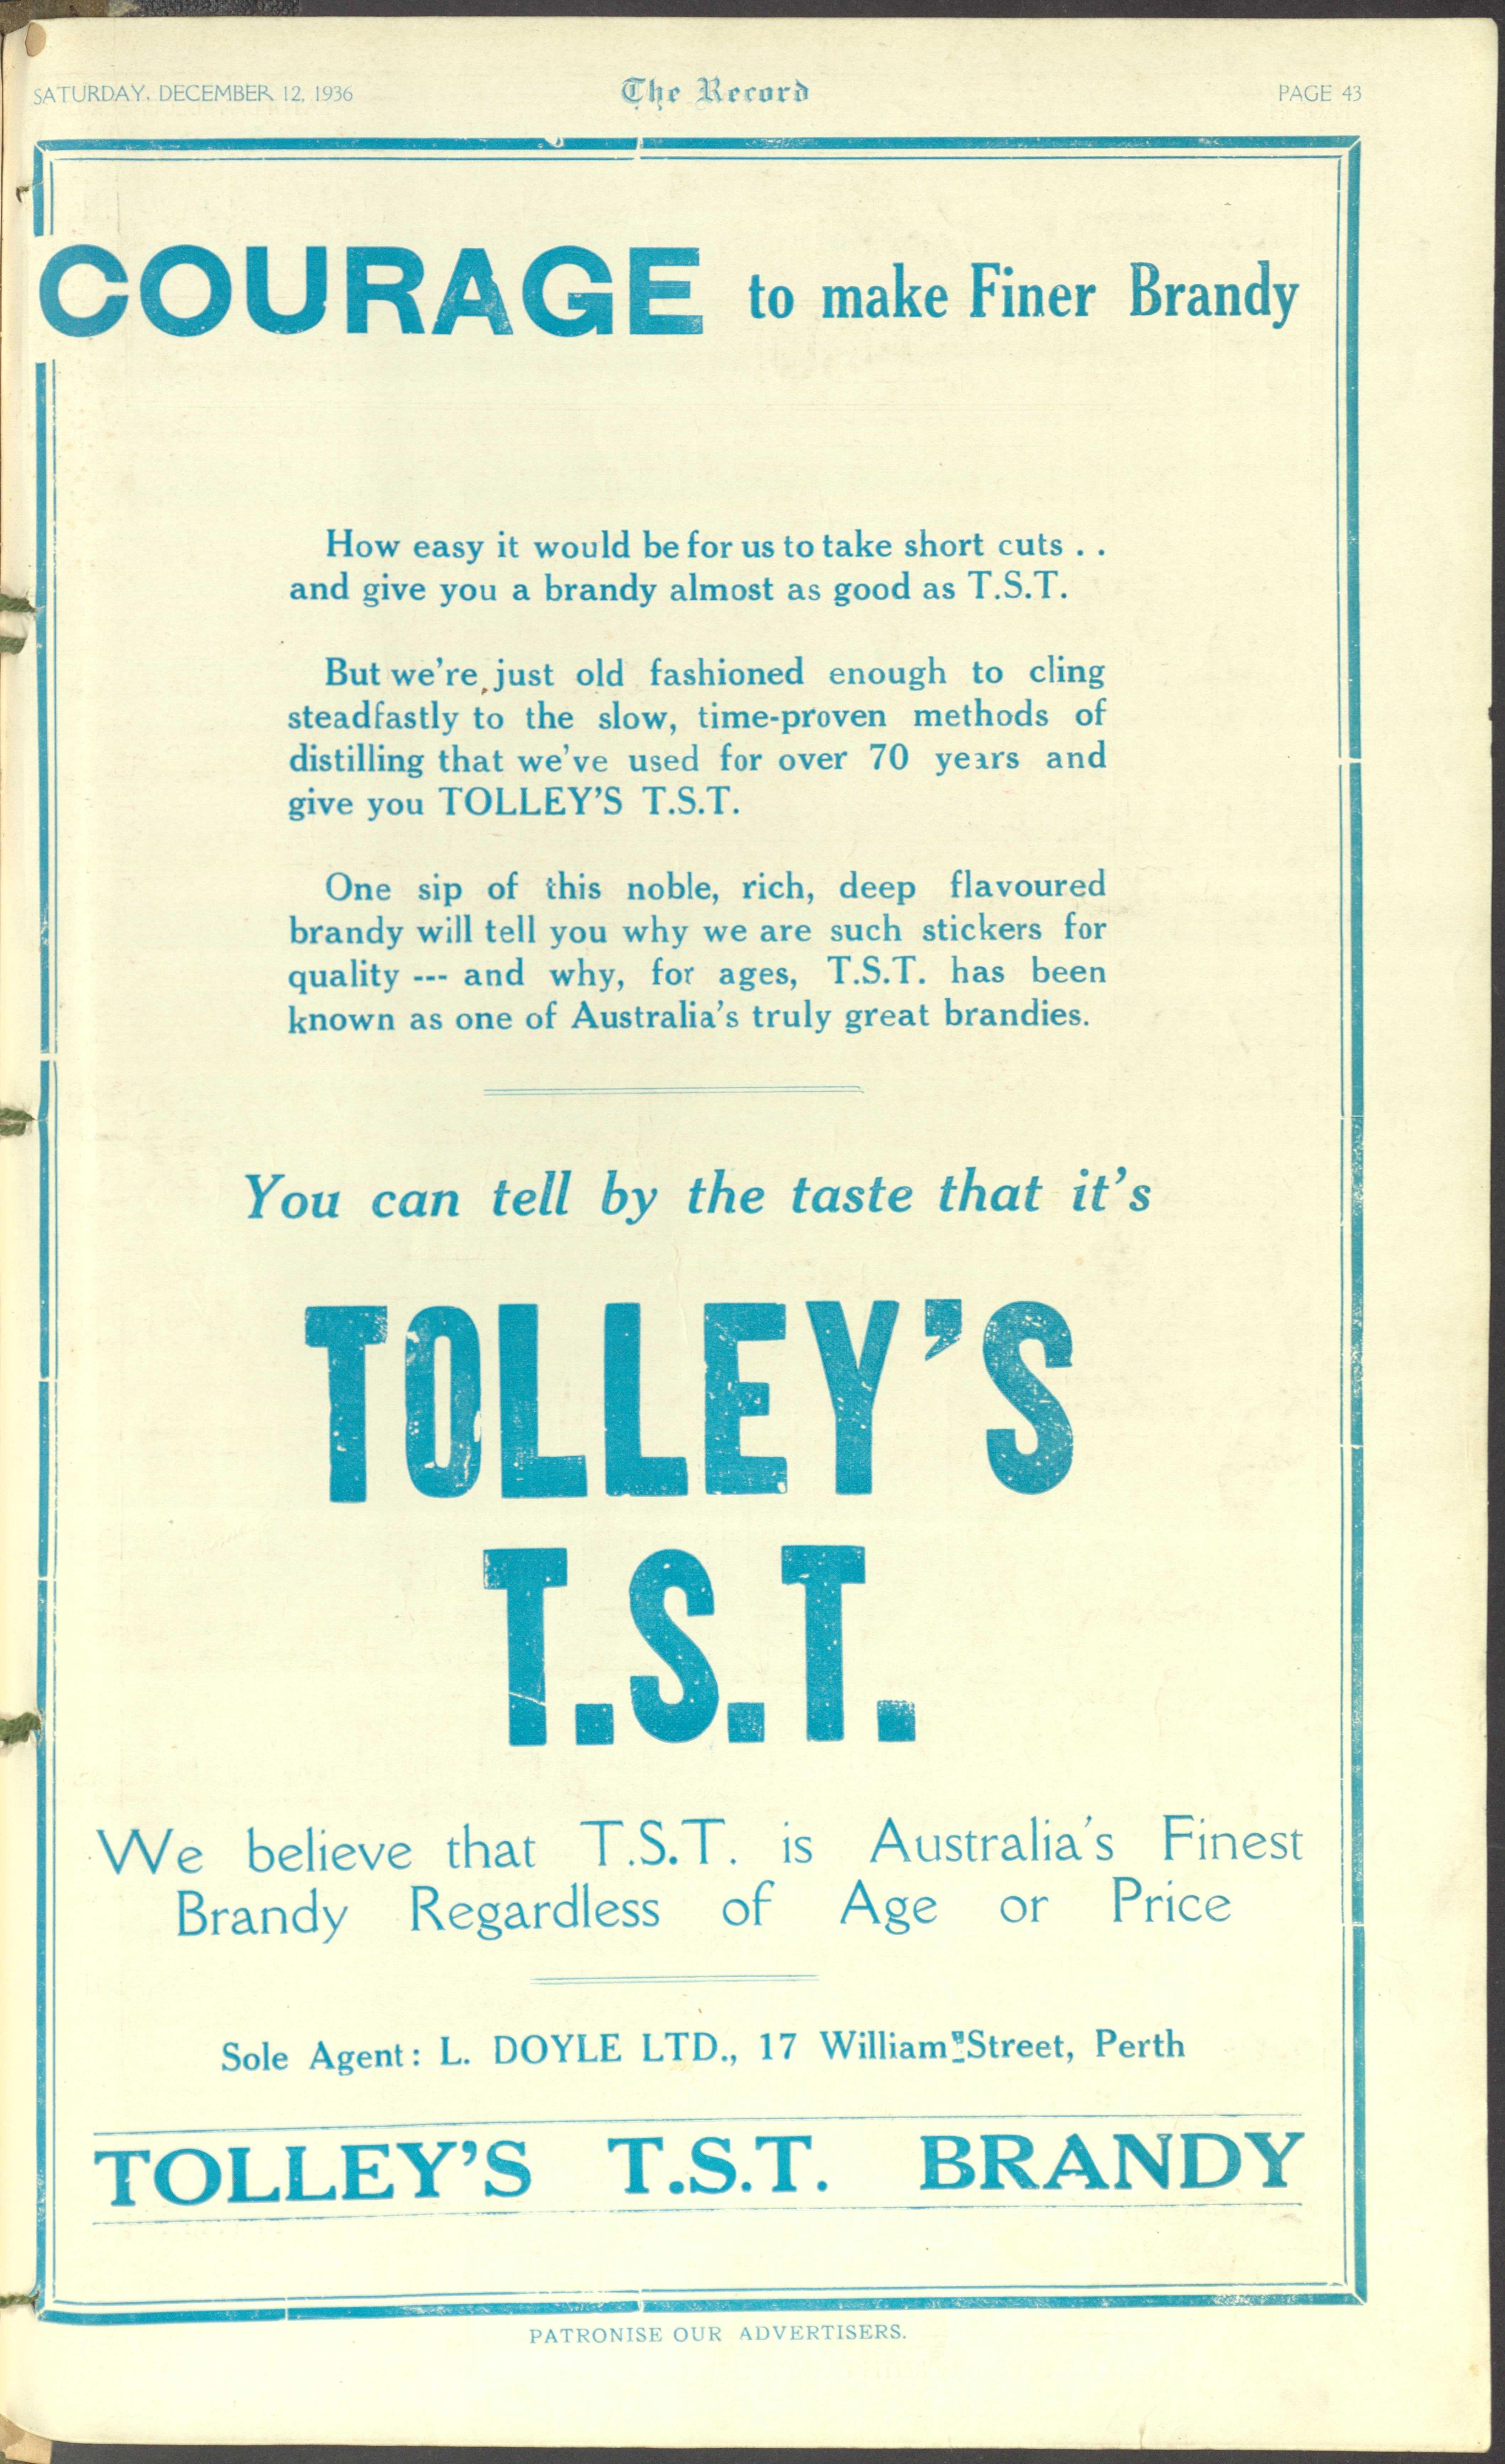 SATURDAY, DECEMBER 12, 1936
The Record
PAGE 43
COURAGE to make Finer Brandy
How easy it would be for us to take short cuts . .
and give you a brandy almost as good as T.S.T.
But we're just old fashioned enough to cling
steadfastly to the slow, time-proven methods of
distilling that we've used for over 70 years and
give you TOLLEY'S T.S.T.
One sip of this noble, rich, deep flavoured
brandy will tell you why we are such stickers for
quality --- and why, for ages, T.S.T. has been
known as one of Australia's truly great brandies.
You can tell by the taste that it's
TOLLEY'S
T.S.T.
We believe that T.S.T. is Australia's Finest
Brandy Regardless of Age or Price
Sole Agent: L. DOYLE LTD., 17 William Street, Perth
TOLLEY'S T.S.T. BRANDY
PATRONISE OUR ADVERTISERS.